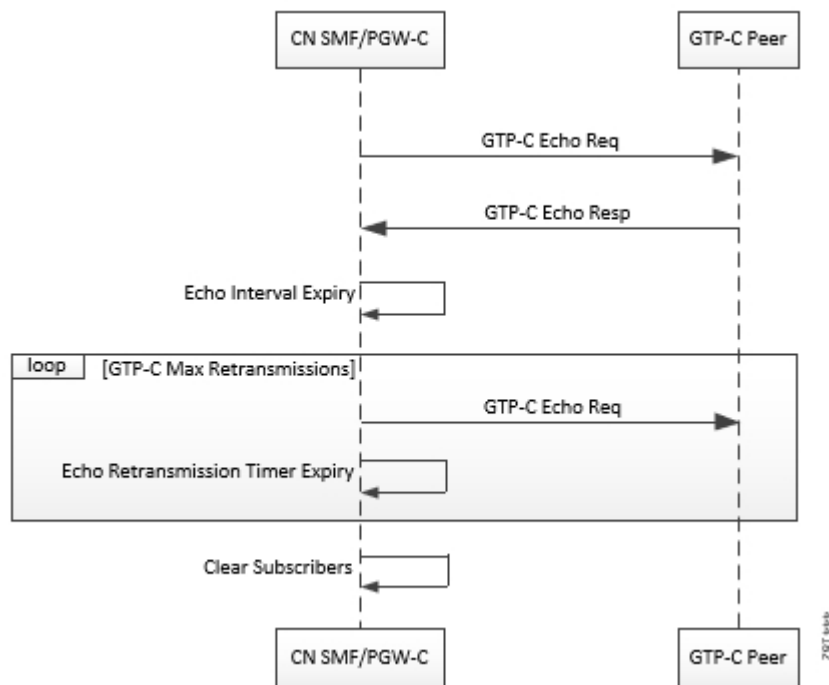 CN SMF/PGW-C
GTP-C Peer
GTP-C Echo Req
GTP-C Echo Resp
Echo Interval Expiry
loop [GTP-C Max Retransmissions]
GTP-C Echo Req
Echo Retransmission Timer Expiry
Clear Subscribers
CN SMF/PGW-C
GTP-C Peer